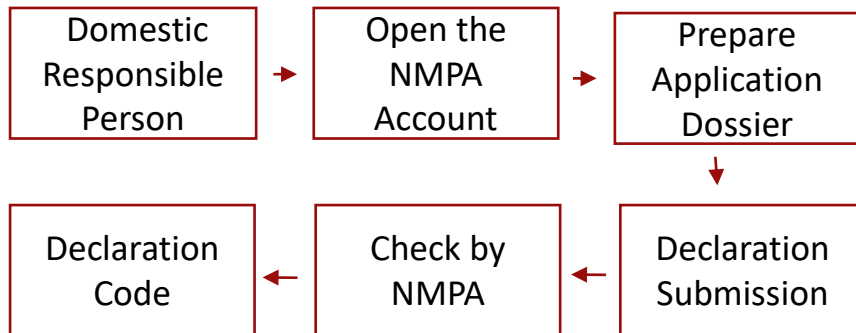 Domestic
Responsible
Person
Open the
NMPA
Account
Prepare
Application
Dossier
Declaration
Submission
Check by
NMPA
Declaration
Code